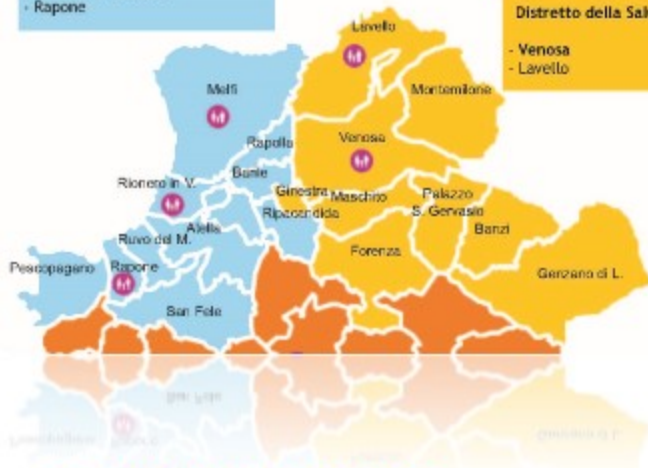 - Rapone
Distretto della Sal
- Venosa
- Lavello
Lavello
Melfi
Montemilone
Venosa
Rapolla
Barile
Rionero in V.
Ginestra
Maschito
Palazzo
S. Gervasio
Ripacandida
Atella
Banzi
Ruvo del M.
Forenza
Pescopagano
Rapone
Genzano di L.
San Fele